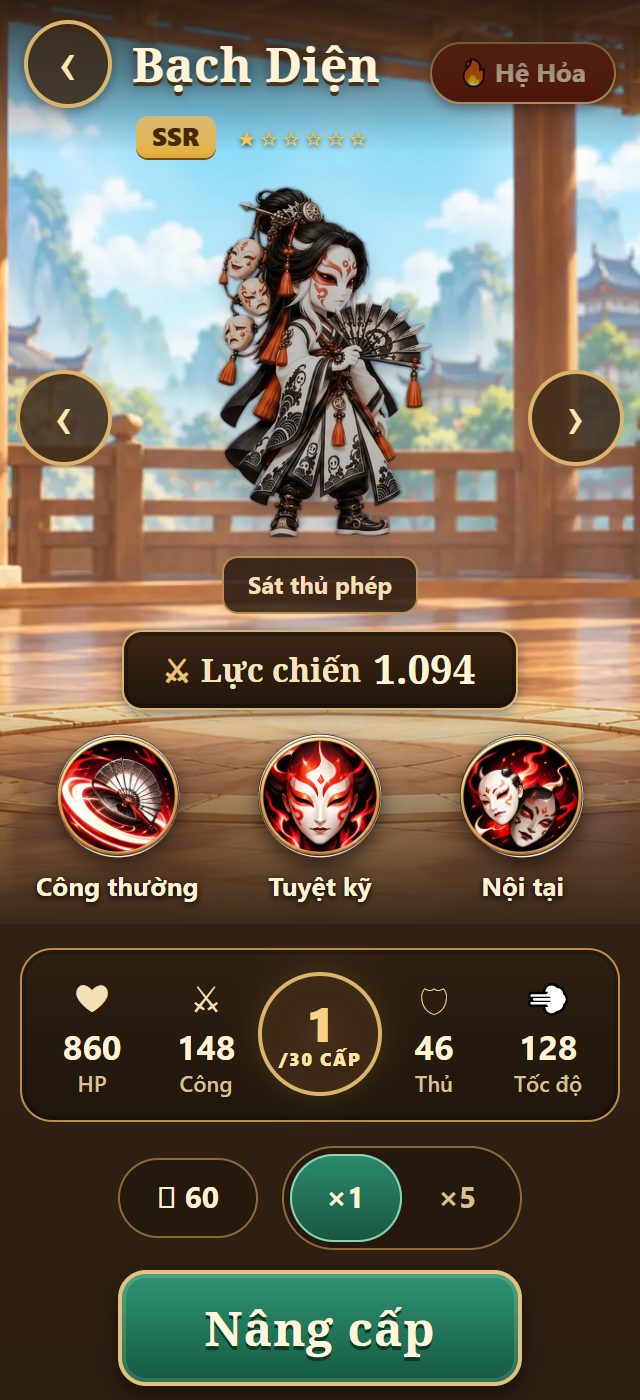 Bạch Diện
Hệ Hỏa
SSR
Sát thủ phép
Lực chiến 1.094
Công thường
Tuyệt kỹ
Nội tại
860
HP
148
Công
1
/30 CẤP
46
Thủ
128
Tốc độ
60
×1
×5
Nâng cấp